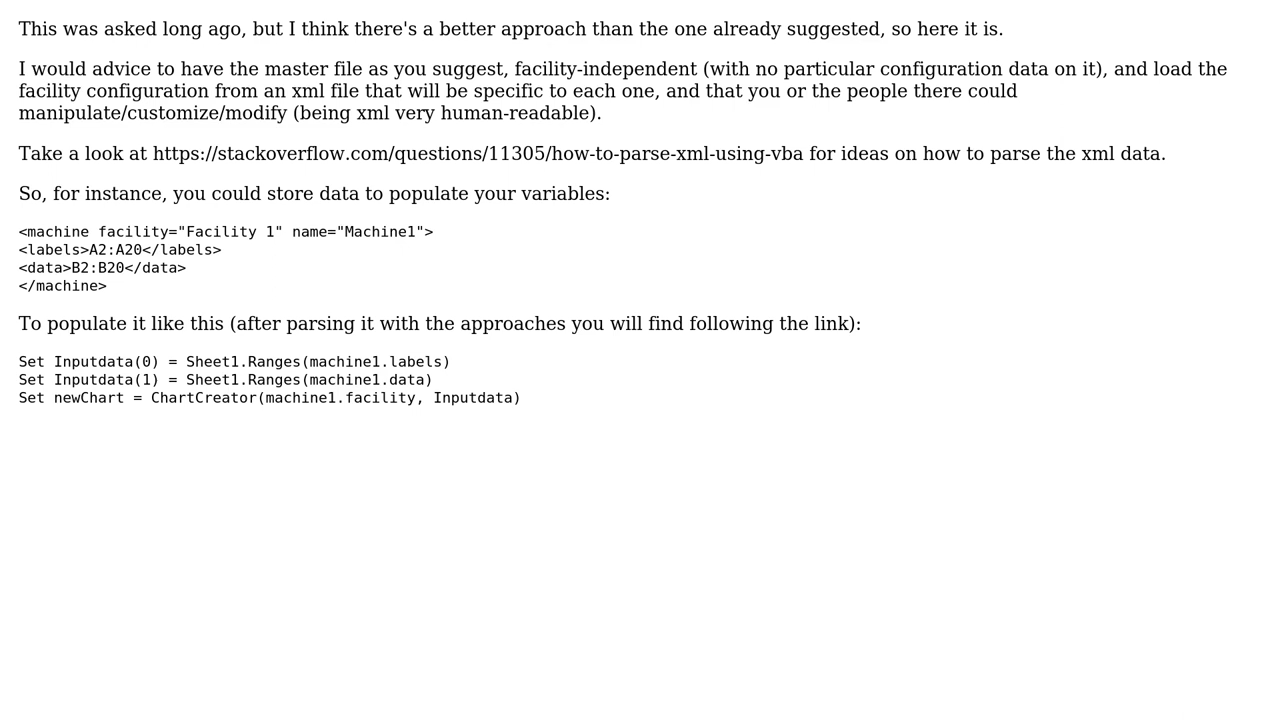 This was asked long ago, but I think there's a better approach than the one already suggested, so here it is.
I would advice to have the master file as you suggest, facility-independent (with no particular configuration data on it), and load the
facility configuration from an xml file that will be specific to each one, and that you or the people there could
manipulate/customize/modify (being xml very human-readable).
Take a look at https://stackoverflow.com/questions/11305/how-to-parse-xml-using-vba for ideas on how to parse the xml data.
So, for instance, you could store data to populate your variables:
<machine facility="Facility 1" name="Machine1">
<labels>A2:A20</labels>
<data>B2:B20</data>
</machine>
To populate it like this (after parsing it with the approaches you will find following the link):
Set Inputdata(0) = Sheet1.Ranges(machine1.labels)
Set Inputdata(1) = Sheet1.Ranges(machine1.data)
Set newChart = ChartCreator(machine1.facility, Inputdata)